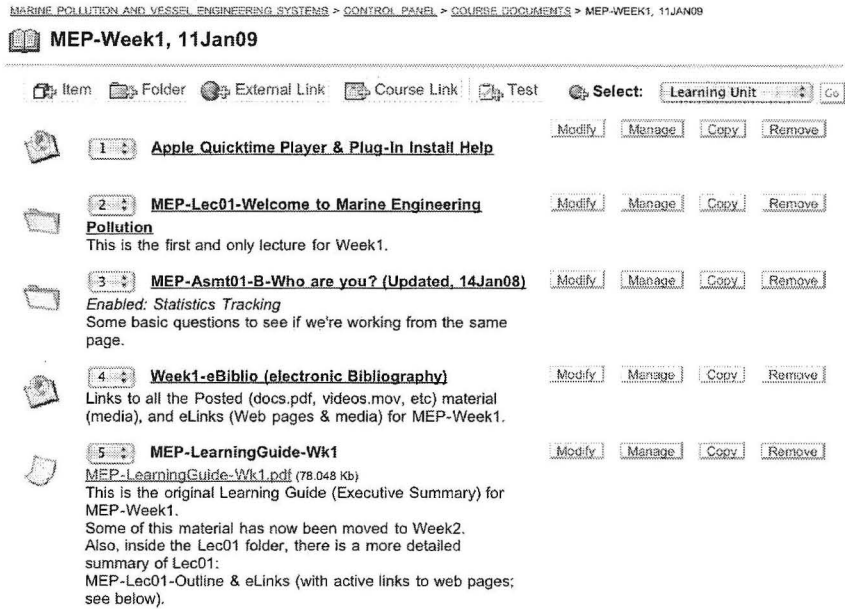 MARINE POLLUTION AND VESSEL ENGINEERING SYSTEMS > CONTROL PANEL > COURSE DOCUMENTS > MEP-WEEK1, 11JAN09
MEP-Week1, 11Jan09
Item Folder External Link Course Link Test Select: Learning Unit Go
1 Apple Quicktime Player & Plug-In Install Help Modify Manage Copy Remove
2 MEP-Lec01-Welcome to Marine Engineering Modify Manage Copy Remove
Pollution
This is the first and only lecture for Week1.
3 MEP-Asmt01-B-Who are you? (Updated, 14Jan08) Modify Manage Copy Remove
Enabled: Statistics Tracking
Some basic questions to see if we're working from the same
page.
4 Week1-eBiblio (electronic Bibliography) Modify Manage Copy Remove
Links to all the Posted (docs.pdf, videos.mov, etc) material
(media), and eLinks (Web pages & media) for MEP-Week1.
5 MEP-LearningGuide-Wk1 Modify Manage Copy Remove
MEP-LearningGuide-Wk1.pdf (78.048 Kb)
This is the original Learning Guide (Executive Summary) for
MEP-Week1.
Some of this material has now been moved to Week2.
Also, inside the Lec01 folder, there is a more detailed
summary of Lec01:
MEP-Lec01-Outline & eLinks (with active links to web pages;
see below).